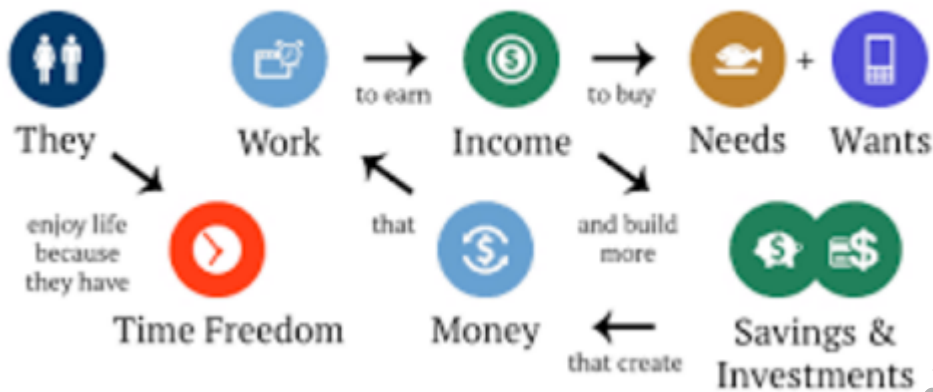 They
Work
to earn
Income
to buy
Needs
+
Wants
enjoy life
because
they have
Time Freedom
that
Money
and build
more
that create
Savings &
Investments